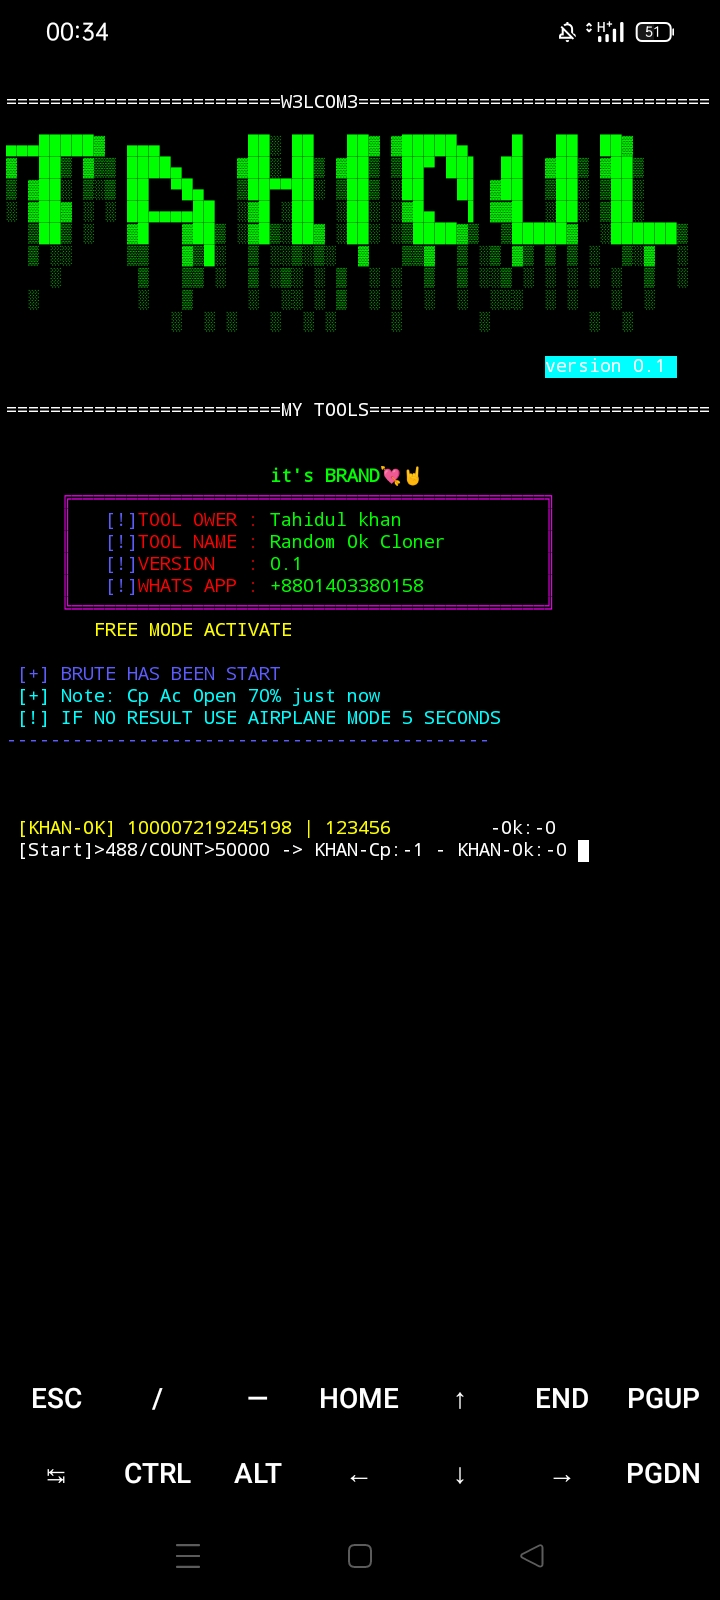 00:34
H+
51
=========================W3LCOM3================================
TAHIDUL
version 0.1
=========================MY TOOLS===============================
it's BRAND💘🤘
[!]TOOL OWER : Tahidul khan
[!]TOOL NAME : Random Ok Cloner
[!]VERSION   : 0.1
[!]WHATS APP : +8801403380158
FREE MODE ACTIVATE
[+] BRUTE HAS BEEN START
[+] Note: Cp Ac Open 70% just now
[!] IF NO RESULT USE AIRPLANE MODE 5 SECONDS
--------------------------------------------
[KHAN-OK] 100007219245198 | 123456         -Ok:-0
[Start]>488/COUNT>50000 -> KHAN-Cp:-1 - KHAN-Ok:-0
ESC / — HOME ↑ END PGUP
↹ CTRL ALT ← ↓ → PGDN